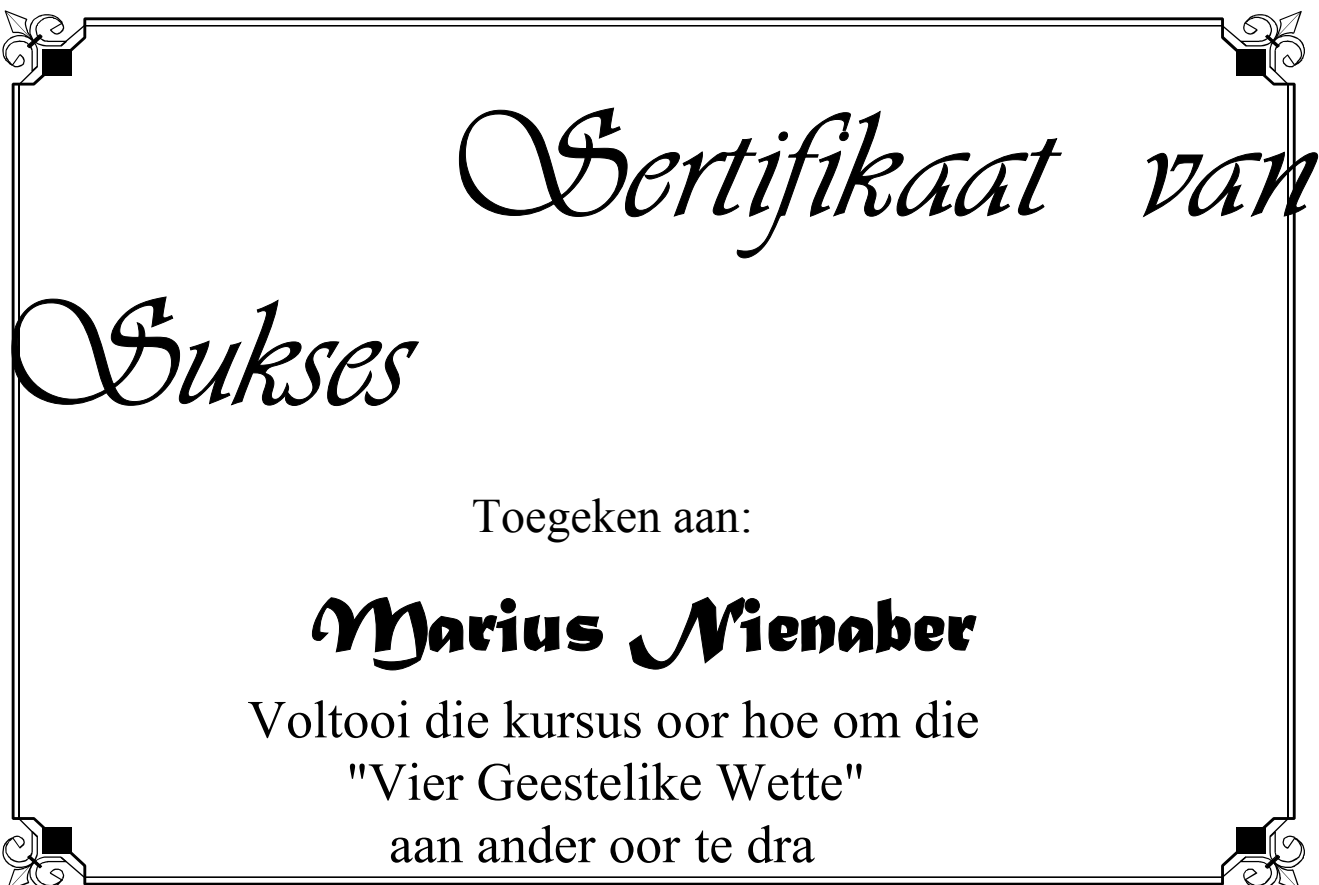 Sertifikaat van
Sukses
Toegeken aan:
Marius Nienaber
Voltooi die kursus oor hoe om die
"Vier Geestelike Wette"
aan ander oor te dra